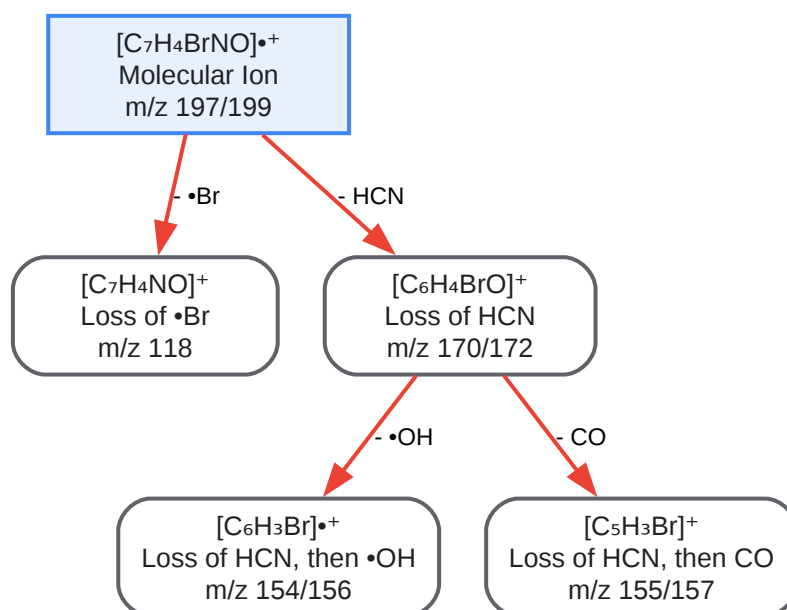 [C₇H₄BrNO]•⁺
Molecular Ion
m/z 197/199
- •Br
- HCN
[C₇H₄NO]⁺
Loss of •Br
m/z 118
[C₆H₄BrO]⁺
Loss of HCN
m/z 170/172
- •OH
- CO
[C₆H₃Br]•⁺
Loss of HCN, then •OH
m/z 154/156
[C₅H₃Br]⁺
Loss of HCN, then CO
m/z 155/157